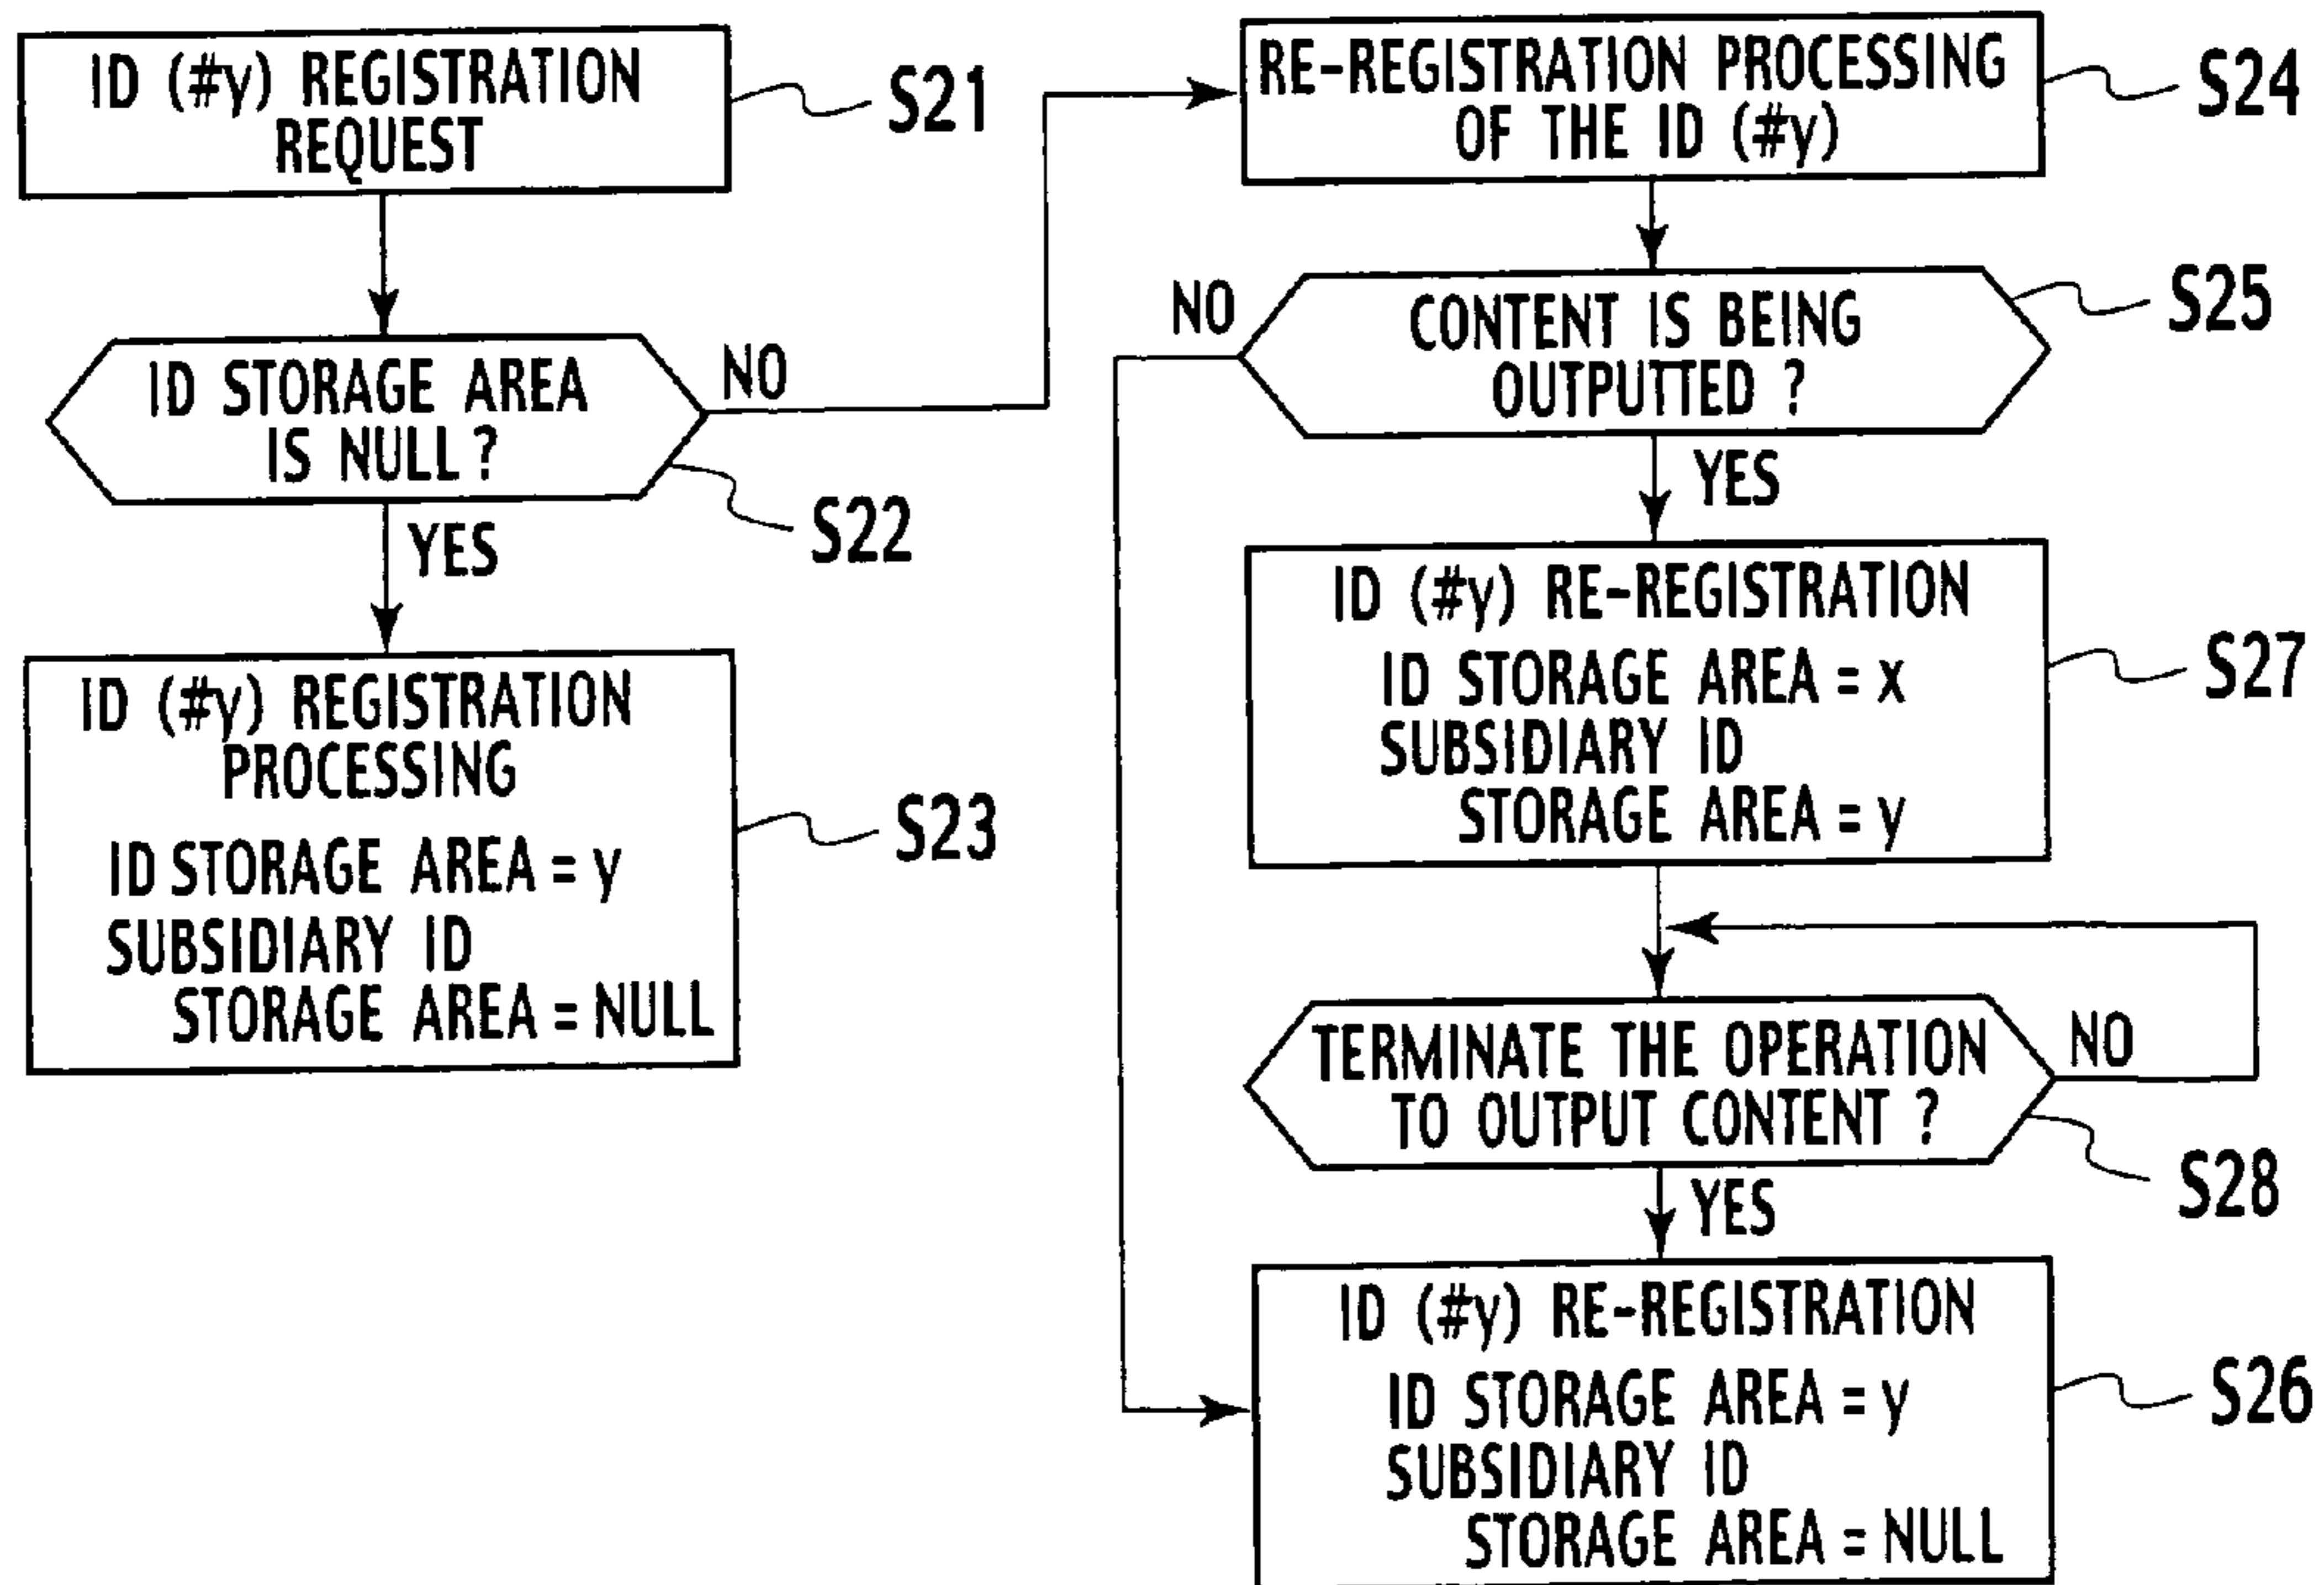 ID (#y) REGISTRATION
REQUEST
S21
ID STORAGE AREA
IS NULL?
NO
S22
YES
ID (#y) REGISTRATION
PROCESSING
ID STORAGE AREA = y
SUBSIDIARY ID
STORAGE AREA = NULL
S23
RE-REGISTRATION PROCESSING
OF THE ID (#y)
S24
NO
CONTENT IS BEING
OUTPUTTED ?
S25
YES
ID (#y) RE-REGISTRATION
ID STORAGE AREA = x
SUBSIDIARY ID
STORAGE AREA = y
S27
TERMINATE THE OPERATION
TO OUTPUT CONTENT ?
NO
S28
YES
ID (#y) RE-REGISTRATION
ID STORAGE AREA = y
SUBSIDIARY ID
STORAGE AREA = NULL
S26